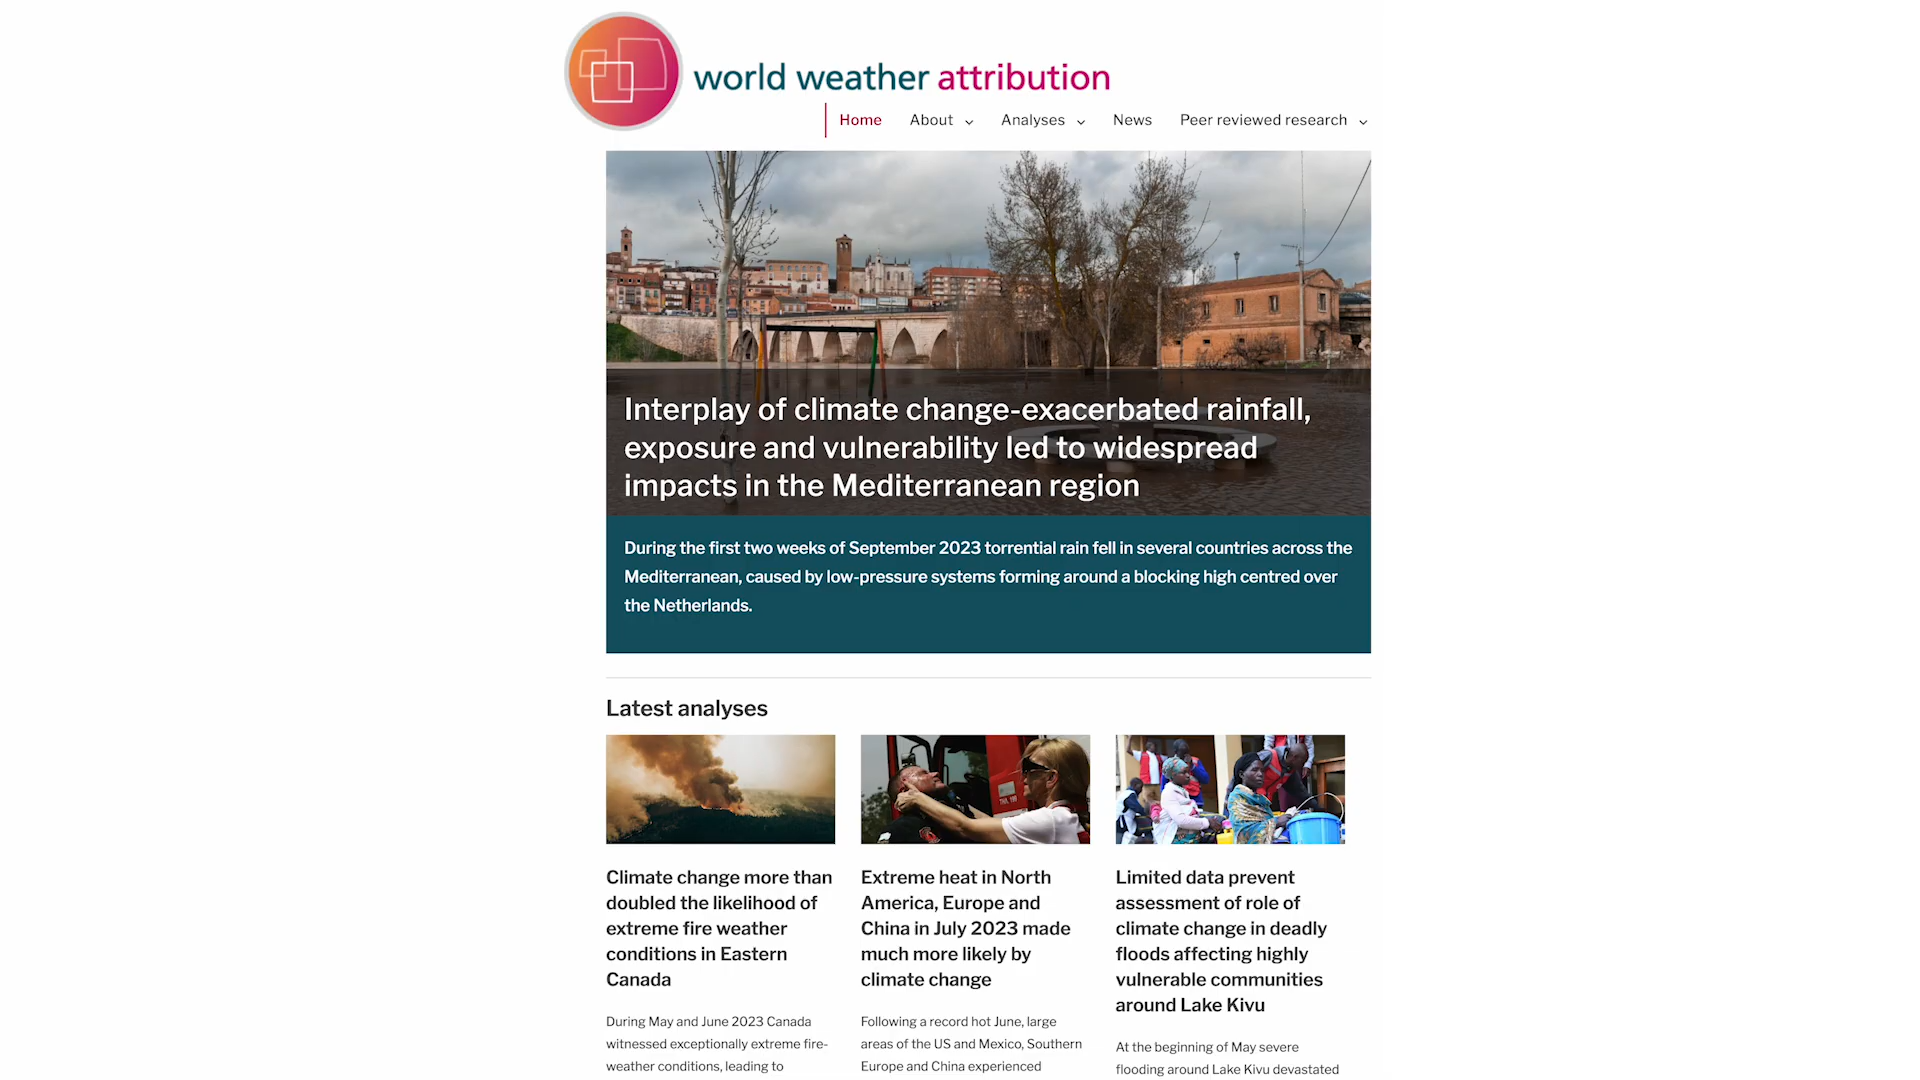 world weather attribution
Home About Analyses News Peer reviewed research
Interplay of climate change-exacerbated rainfall,
exposure and vulnerability led to widespread
impacts in the Mediterranean region
During the first two weeks of September 2023 torrential rain fell in several countries across the
Mediterranean, caused by low-pressure systems forming around a blocking high centred over
the Netherlands.
Latest analyses
Climate change more than
doubled the likelihood of
extreme fire weather
conditions in Eastern
Canada
During May and June 2023 Canada
witnessed exceptionally extreme fire-
weather conditions, leading to
Extreme heat in North
America, Europe and
China in July 2023 made
much more likely by
climate change
Following a record hot June, large
areas of the US and Mexico, Southern
Europe and China experienced
Limited data prevent
assessment of role of
climate change in deadly
floods affecting highly
vulnerable communities
around Lake Kivu
At the beginning of May severe
flooding around Lake Kivu devastated